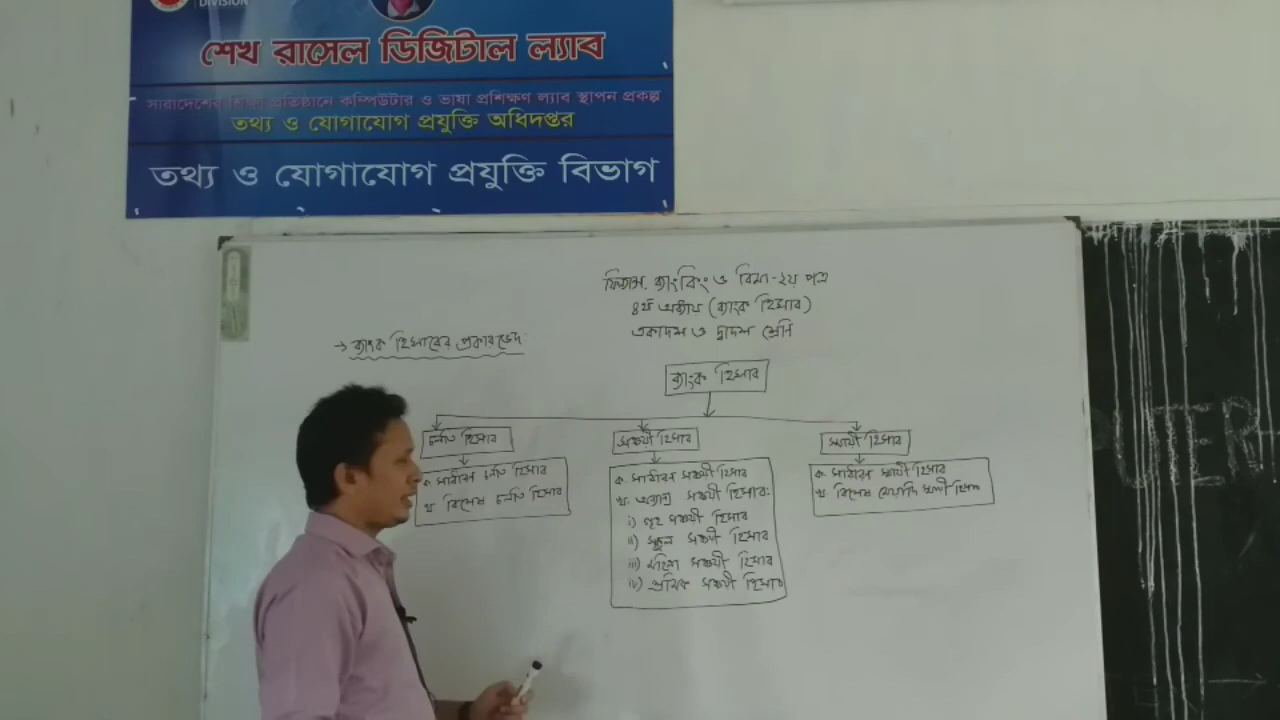 DIVISION
শেখ রাসেল ডিজিটাল ল্যাব
সারাদেশের শিক্ষা প্রতিষ্ঠানে কম্পিউটার ও ভাষা প্রশিক্ষণ ল্যাব স্থাপন প্রকল্প
তথ্য ও যোগাযোগ প্রযুক্তি অধিদপ্তর
তথ্য ও যোগাযোগ প্রযুক্তি বিভাগ
ফিন্যান্স, ব্যাংকিং ও বিমা-২য় পত্র
৪র্থ অধ্যায় (ব্যাংক হিসাব)
একাদশ ও দ্বাদশ শ্রেণি
→ ব্যাংক হিসাবের প্রকারভেদ:
ব্যাংক হিসাব
চলতি হিসাব
সঞ্চয়ী হিসাব
স্থায়ী হিসাব
ক. সাধারণ চলতি হিসাব
খ. বিশেষ চলতি হিসাব
ক. সাধারণ সঞ্চয়ী হিসাব
খ. অন্যান্য সঞ্চয়ী হিসাব:
i) গৃহ সঞ্চয়ী হিসাব
ii) স্কুল সঞ্চয়ী হিসাব
iii) মহিলা সঞ্চয়ী হিসাব
iv) শ্রমিক সঞ্চয়ী হিসাব
ক. সাধারণ স্থায়ী হিসাব
খ. বিশেষ মেয়াদি স্থায়ী হিসাব
PUTER